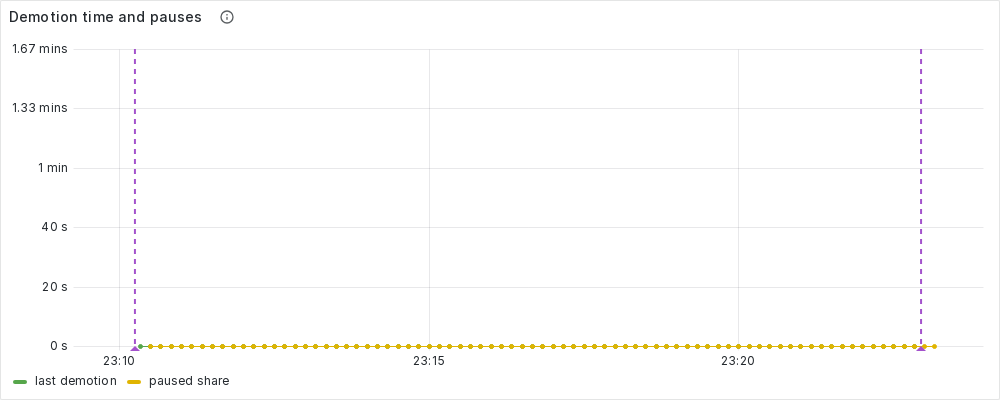 Demotion time and pauses
1.67 mins
1.33 mins
1 min
40 s
20 s
0 s
23:10 23:15 23:20
last demotion paused share